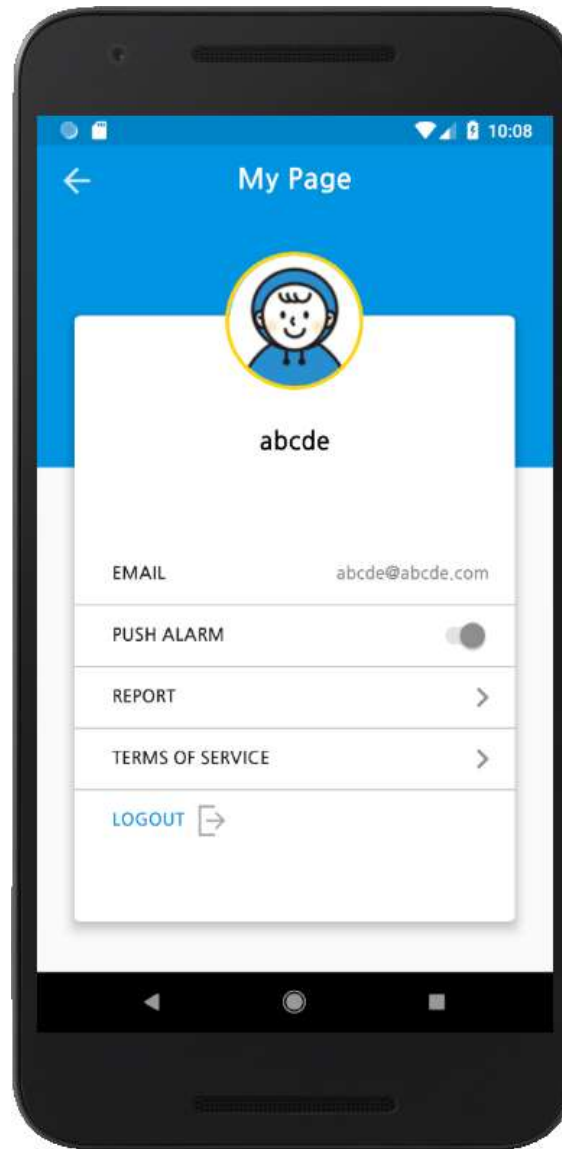 10:08
My Page
abcde
EMAIL abcde@abcde.com
PUSH ALARM
REPORT
TERMS OF SERVICE
LOGOUT